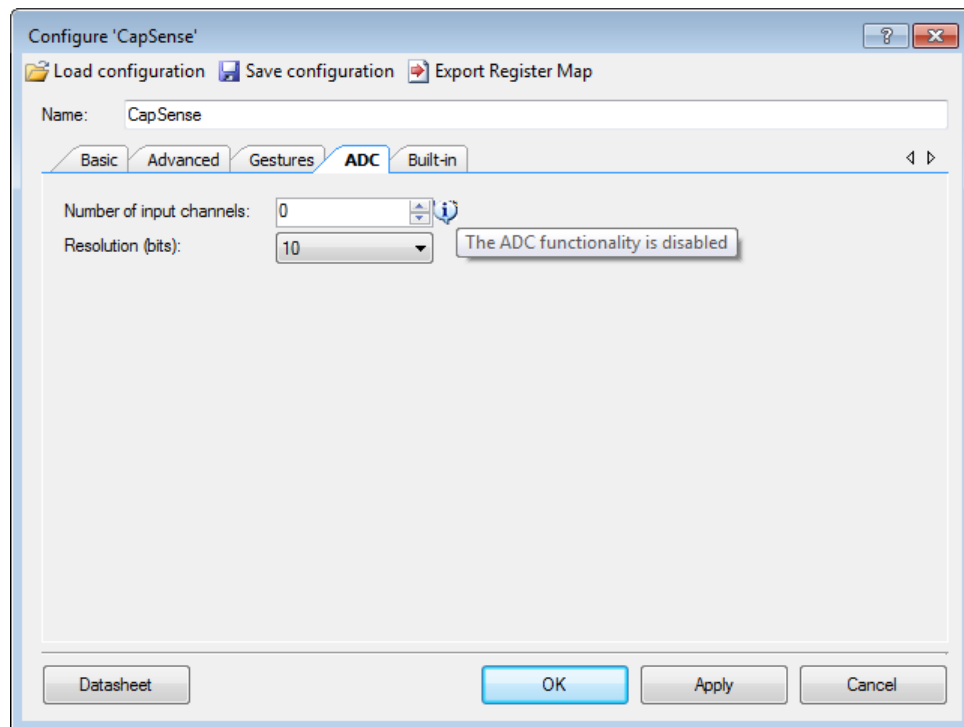 Configure 'CapSense'
Load configuration Save configuration Export Register Map
Name: CapSense
Basic Advanced Gestures ADC Built-in
Number of input channels: 0
Resolution (bits): 10
The ADC functionality is disabled
Datasheet OK Apply Cancel